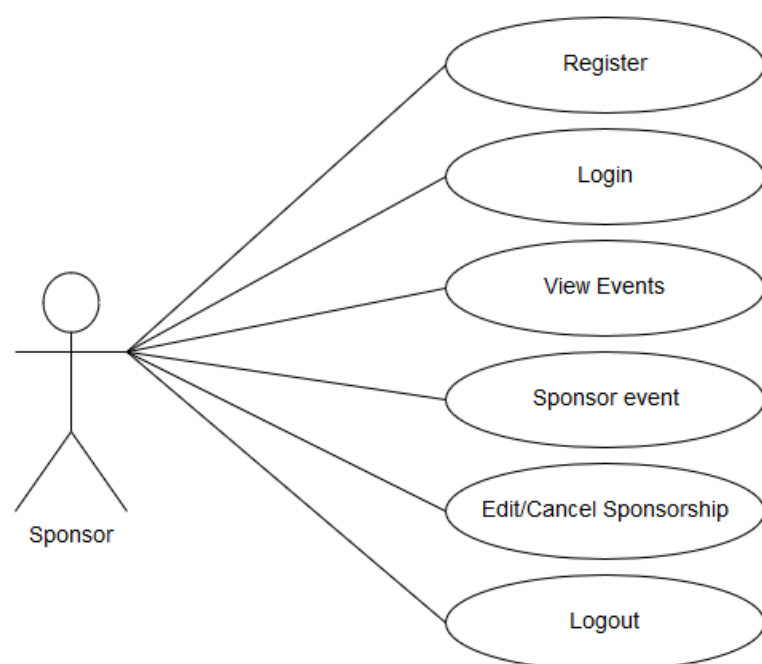 Register
Login
View Events
Sponsor event
Edit/Cancel Sponsorship
Sponsor
Logout